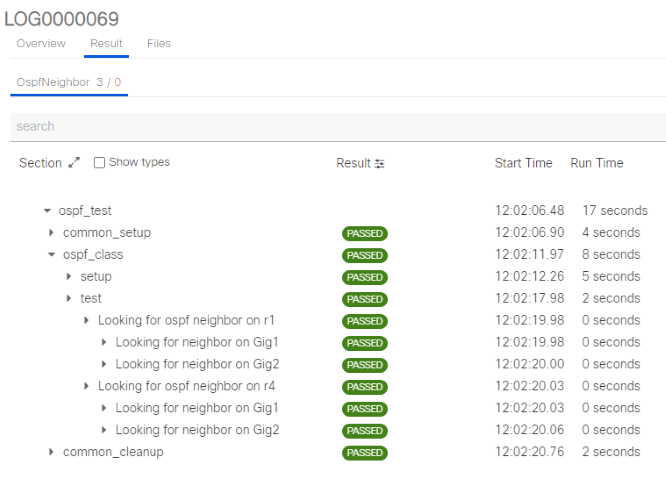 LOG0000069
Overview Result Files
OspfNeighbor 3 / 0
search
Section Show types Result Start Time Run Time
ospf_test 12:02:06.48 17 seconds
common_setup PASSED 12:02:06.90 4 seconds
ospf_class PASSED 12:02:11.97 8 seconds
setup PASSED 12:02:12.26 5 seconds
test PASSED 12:02:17.98 2 seconds
Looking for ospf neighbor on r1 PASSED 12:02:19.98 0 seconds
Looking for neighbor on Gig1 PASSED 12:02:19.98 0 seconds
Looking for neighbor on Gig2 PASSED 12:02:20.00 0 seconds
Looking for ospf neighbor on r4 PASSED 12:02:20.03 0 seconds
Looking for neighbor on Gig1 PASSED 12:02:20.03 0 seconds
Looking for neighbor on Gig2 PASSED 12:02:20.06 0 seconds
common_cleanup PASSED 12:02:20.76 2 seconds